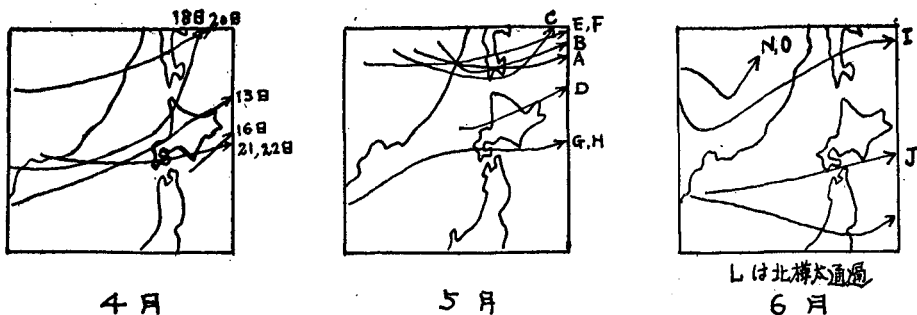 18日 20日
13日
16日
21,22日
4月
C
E,F
B
A
D
G,H
5月
N,O
I
J
Lは北樺太通過
6月